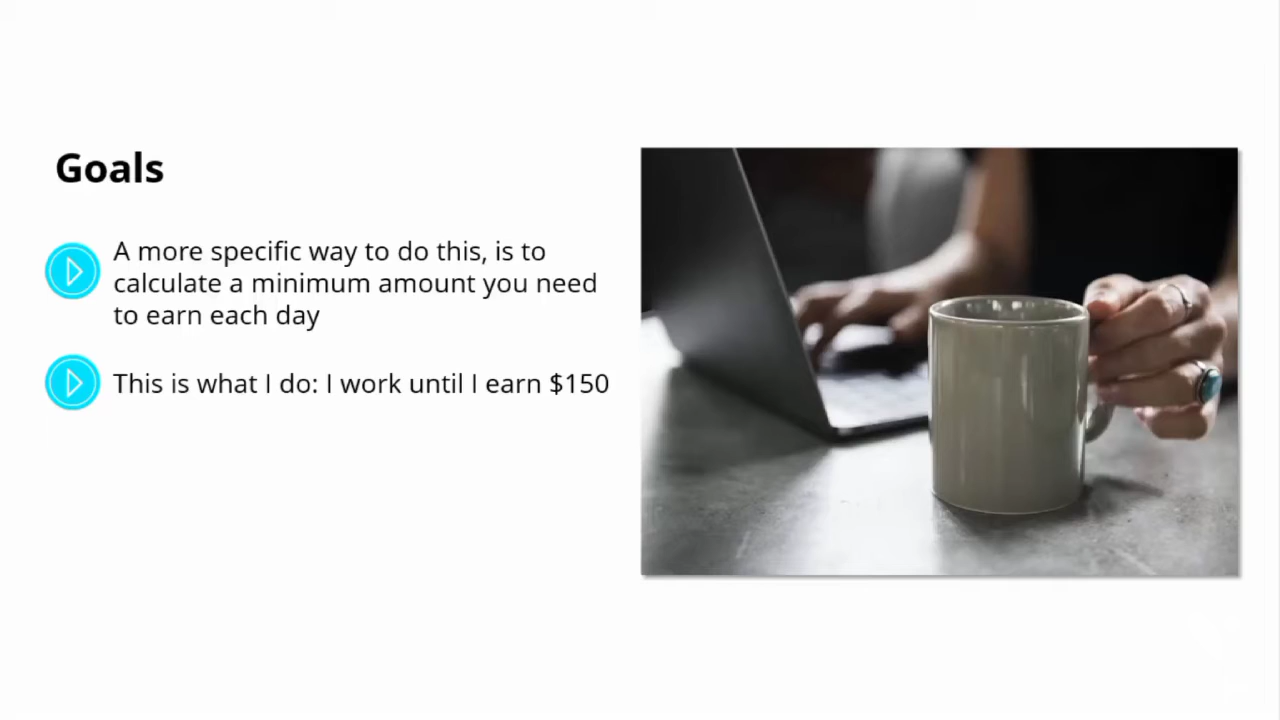 Goals
A more specific way to do this, is to
calculate a minimum amount you need
to earn each day
This is what I do: I work until I earn $150